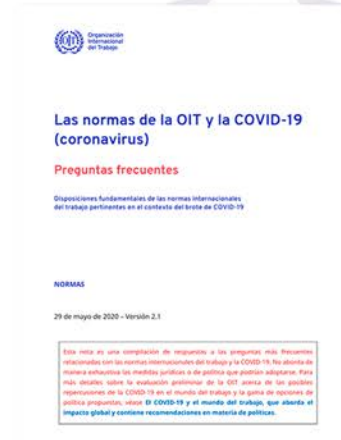 Organización
Internacional
del Trabajo
Las normas de la OIT y la COVID-19
(coronavirus)
Preguntas frecuentes
Disposiciones fundamentales de las normas internacionales
del trabajo pertinentes en el contexto del brote de COVID-19
NORMAS
29 de mayo de 2020 – Versión 2.1
Esta nota es una compilación de respuestas a las preguntas más frecuentes
relacionadas con las normas internacionales del trabajo y la COVID-19. No aborda de
manera exhaustiva las medidas jurídicas o de política que podrían adoptarse. Para
más detalles sobre la evaluación preliminar de la OIT acerca de las posibles
repercusiones de la COVID-19 en el mundo del trabajo y la gama de opciones de
política propuestas, véase El COVID-19 y el mundo del trabajo, que aborda el
impacto global y contiene recomendaciones en materia de políticas.